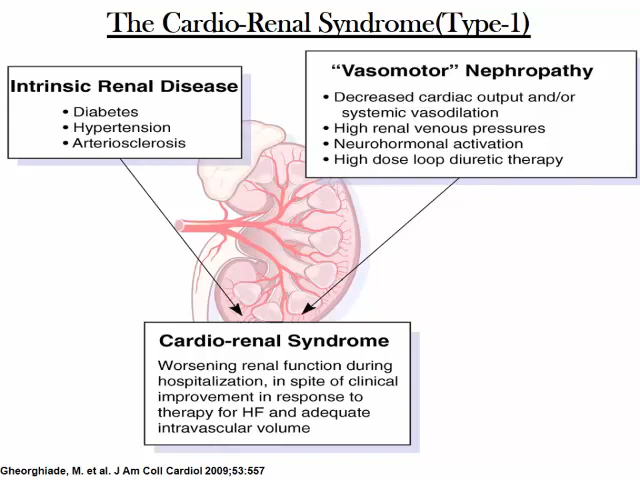 The Cardio-Renal Syndrome(Type-1)
Intrinsic Renal Disease
• Diabetes
• Hypertension
• Arteriosclerosis
“Vasomotor” Nephropathy
• Decreased cardiac output and/or
systemic vasodilation
• High renal venous pressures
• Neurohormonal activation
• High dose loop diuretic therapy
Cardio-renal Syndrome
Worsening renal function during
hospitalization, in spite of clinical
improvement in response to
therapy for HF and adequate
intravascular volume
Gheorghiade, M. et al. J Am Coll Cardiol 2009;53:557